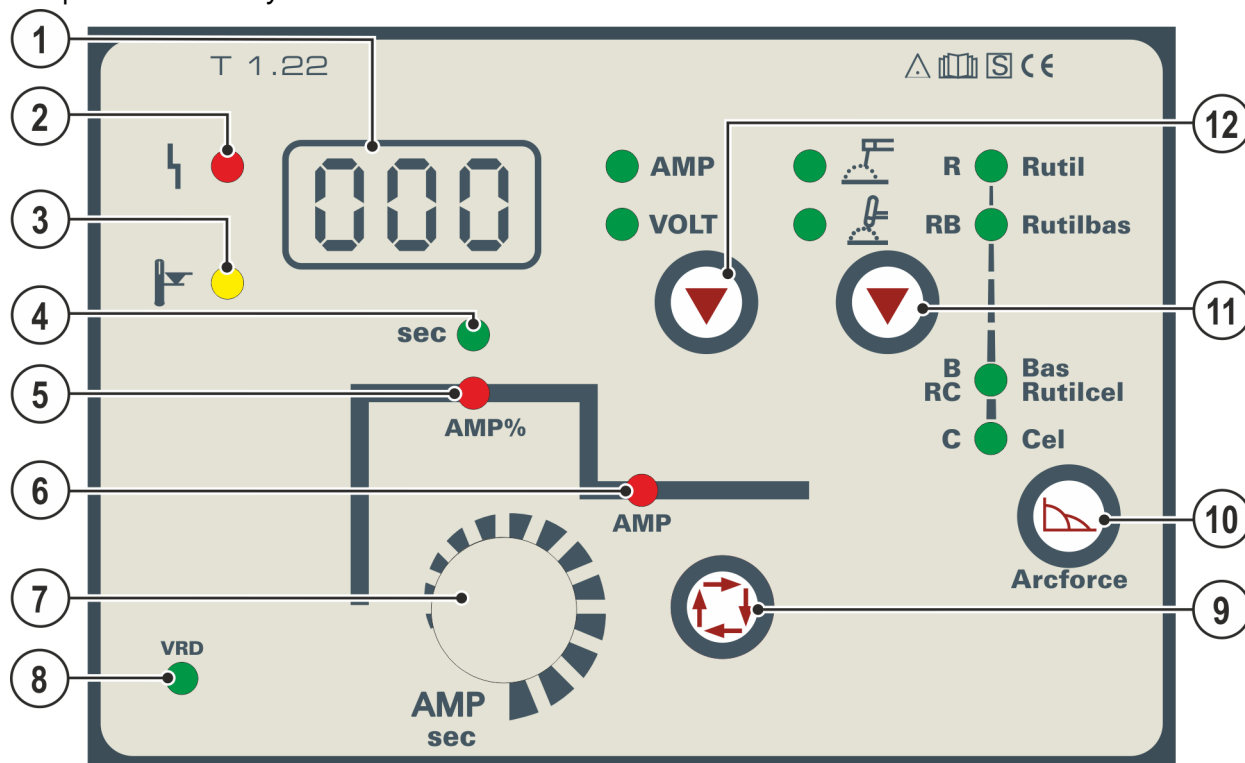 1
T 1.22
S CE
2
12
000
AMP
R Rutil
3
VOLT
RB Rutilbas
4
sec
11
5
B Bas
RC Rutilcel
AMP%
C Cel
6
AMP
10
Arcforce
7
9
VRD
8
AMP
sec